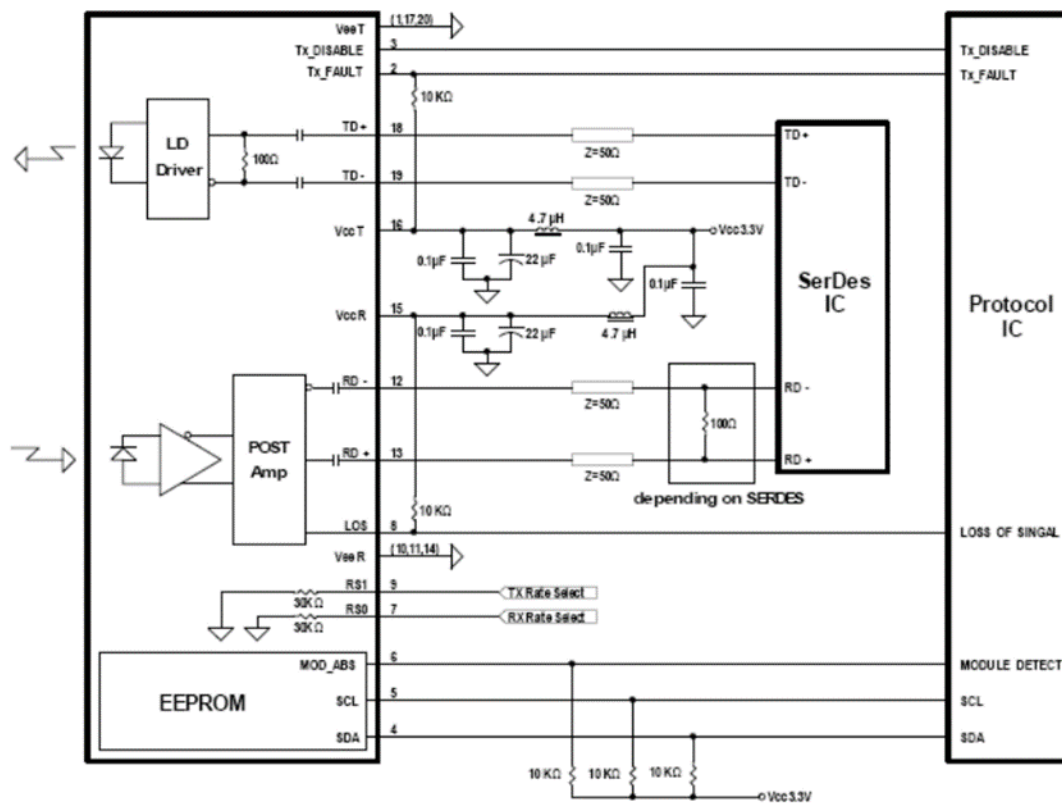 VeeT
(1,17,20)
Tx_DISABLE
3
Tx_DISABLE
Tx_FAULT
2
Tx_FAULT
10 KΩ
LD
Driver
100Ω
TD+
18
Z=50Ω
TD+
TD -
19
Z=50Ω
TD-
VccT
16
4.7 µH
Vcc3.3V
0.1µF
22 µF
0.1µF
0.1µF
SerDes
IC
Protocol
IC
VccR
15
0.1µF
22 µF
4.7 µH
RD -
12
Z=50Ω
RD -
100Ω
POST
Amp
RD +
13
Z=50Ω
RD +
depending on SERDES
10 KΩ
LOS
8
LOSS OF SINGAL
VeeR
(10,11,14)
RS1
9
TX Rate Select
30KΩ
RS0
7
RX Rate Select
30KΩ
MOD_ABS
6
MODULE DETECT
EEPROM
SCL
5
SCL
SDA
4
SDA
10 KΩ
10 KΩ
10 KΩ
Vcc3.3V